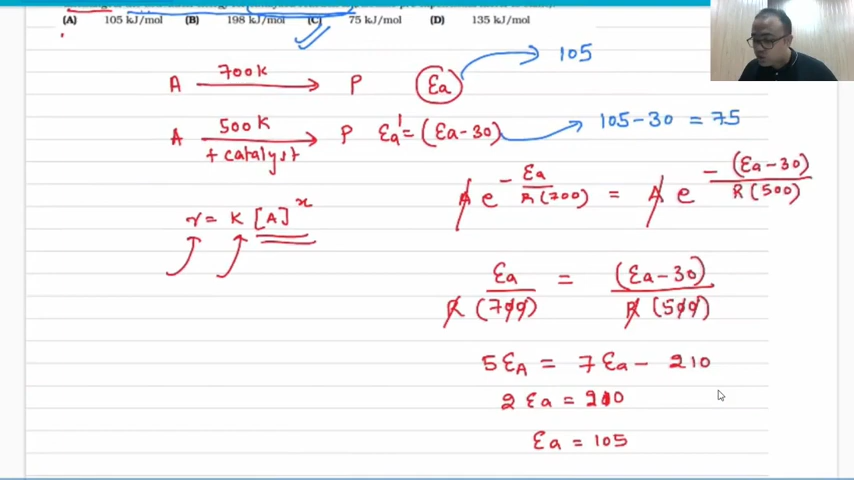 (A) 105 kJ/mol (B) 198 kJ/mol (C) 75 kJ/mol (D) 135 kJ/mol
A 700K P Ea 105
A 500K + catalyst P Ea' = (Ea-30) 105-30 = 75
A e^(-Ea/R(700)) = A e^(-(Ea-30)/R(500))
r = K [A]^x
Ea/R(700) = (Ea-30)/R(500)
5EA = 7Ea - 210
2Ea = 210
Ea = 105